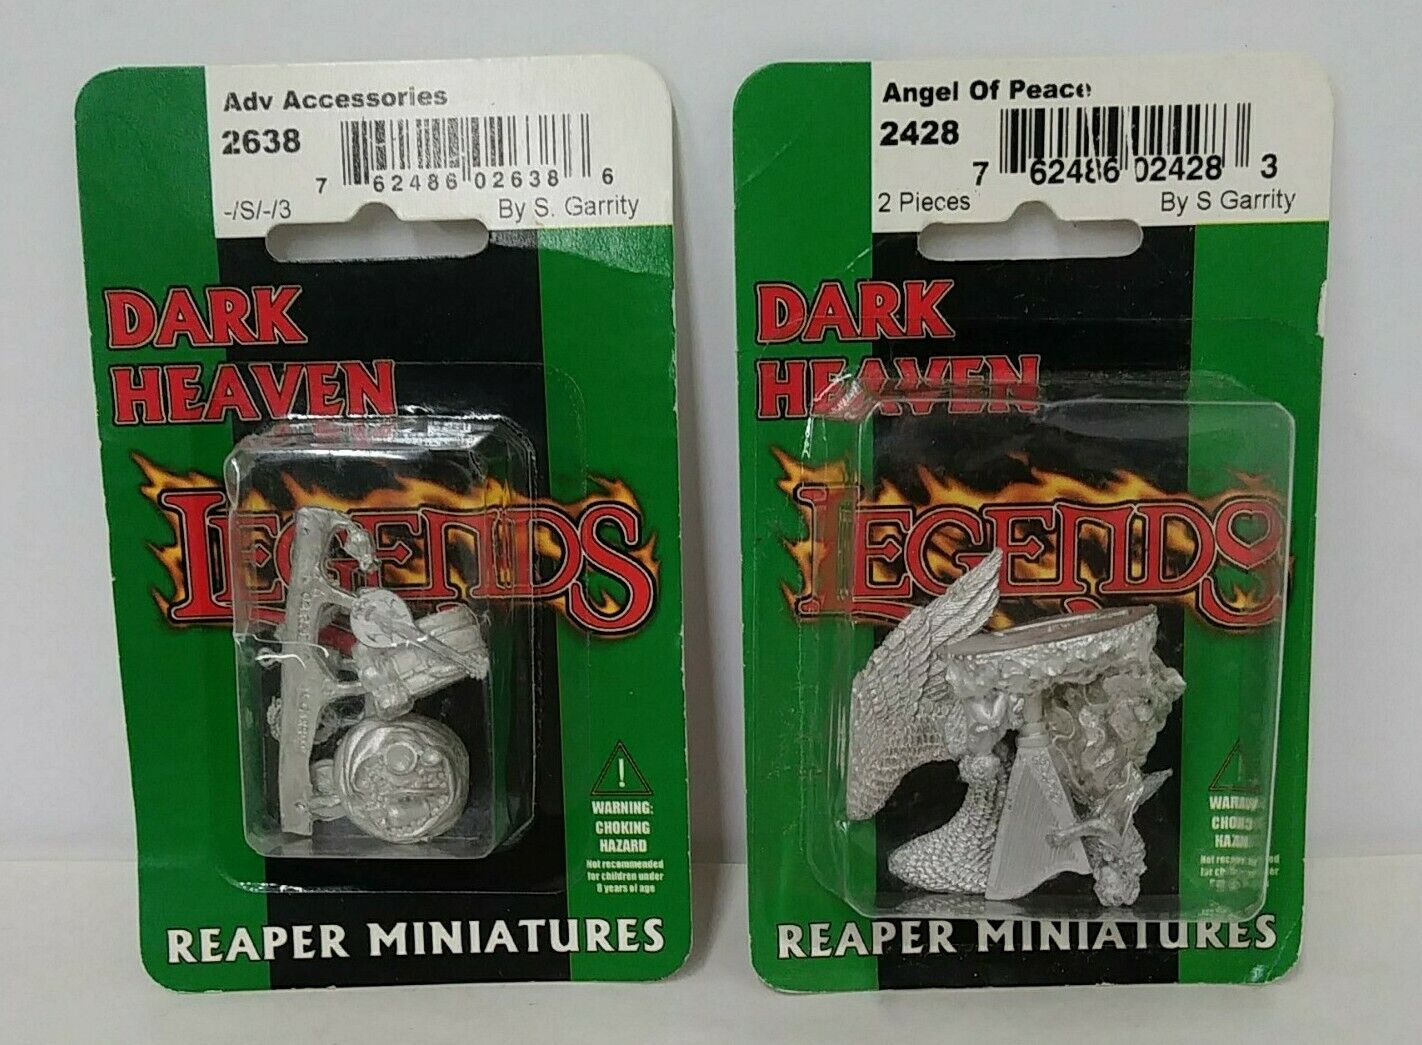 Adv Accessories
2638
7 62486 02638 6
-/S/-/3 By S. Garrity
DARK
HEAVEN
LEGENDS
WARNING:
CHOKING
HAZARD
Not recommended
for children under
8 years of age
REAPER MINIATURES
Angel Of Peace
2428
7 62486 02428 3
2 Pieces By S Garrity
DARK
HEAVEN
LEGENDS
REAPER MINIATURES